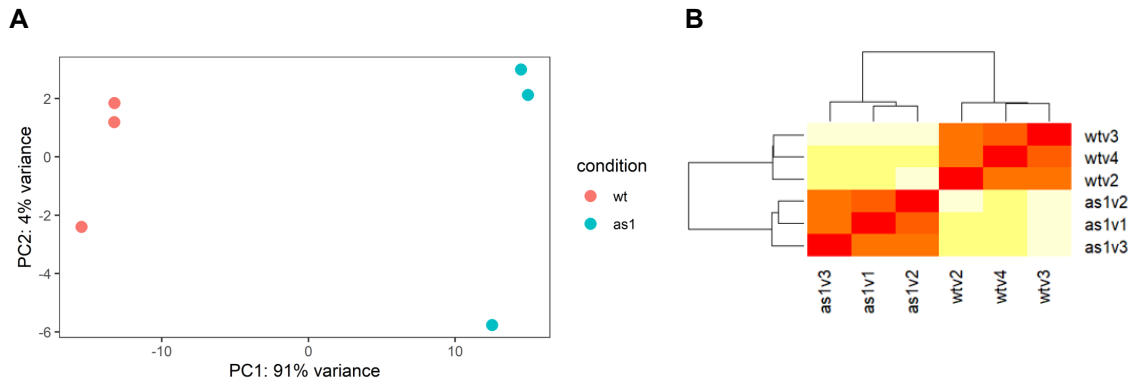 A
2
0
-2
-4
-6
PC2: 4% variance
-10
0
10
PC1: 91% variance
condition
wt
as1
B
wtv3
wtv4
wtv2
as1v2
as1v1
as1v3
as1v3
as1v1
as1v2
wtv2
wtv4
wtv3